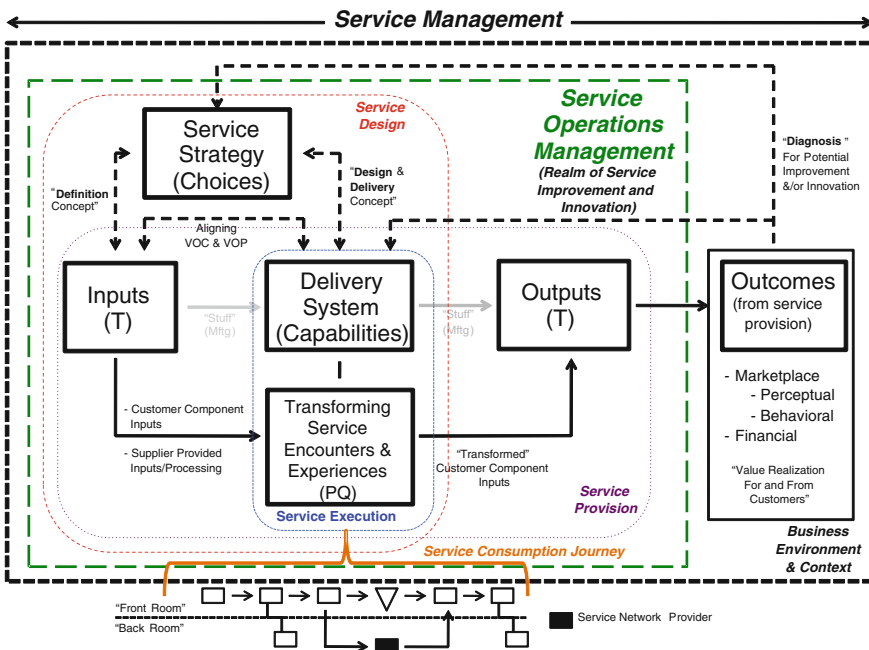 Service Management
Service
Design
Service
Operations
Management
(Realm of Service
Improvement and
Innovation)
Service
Strategy
(Choices)
"Diagnosis "
For Potential
Improvement
&/or Innovation
"Definition
Concept"
"Design &
Delivery
Concept"
Aligning
VOC & VOP
Inputs
(T)
"Stuff"
(Mftg)
Delivery
System
(Capabilities)
"Stuff"
(Mftg)
Outputs
(T)
Outcomes
(from service
provision)
- Marketplace
- Perceptual
- Behavioral
- Financial
"Value Realization
For and From
Customers"
- Customer Component
Inputs
- Supplier Provided
Inputs/Processing
Transforming
Service
Encounters &
Experiences
(PQ)
"Transformed"
Customer Component
Inputs
Service
Provision
Service Execution
Service Consumption Journey
Business
Environment
& Context
"Front Room"
"Back Room"
Service Network Provider